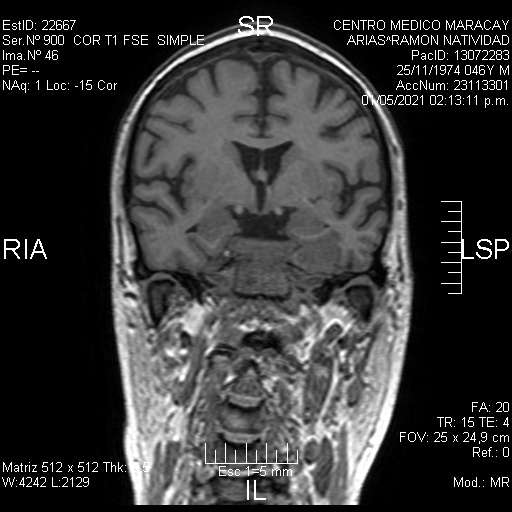 EstID: 22667
Ser.Nº 900 COR T1 FSE SIMPLE
Ima.Nº 46
PE= --
NAq: 1 Loc: -15 Cor
SR
CENTRO MEDICO MARACAY
ARIAS^RAMON NATIVIDAD
PacID: 13072283
25/11/1974 046Y M
AccNum: 23113301
01/05/2021 02:13:11 p.m.
RIA
LSP
FA: 20
TR: 15 TE: 4
FOV: 25 x 24,9 cm
Ref.: 0
Mod.: MR
Matriz 512 x 512 Thk:
W:4242 L:2129
Esc 1=5 mm
IL